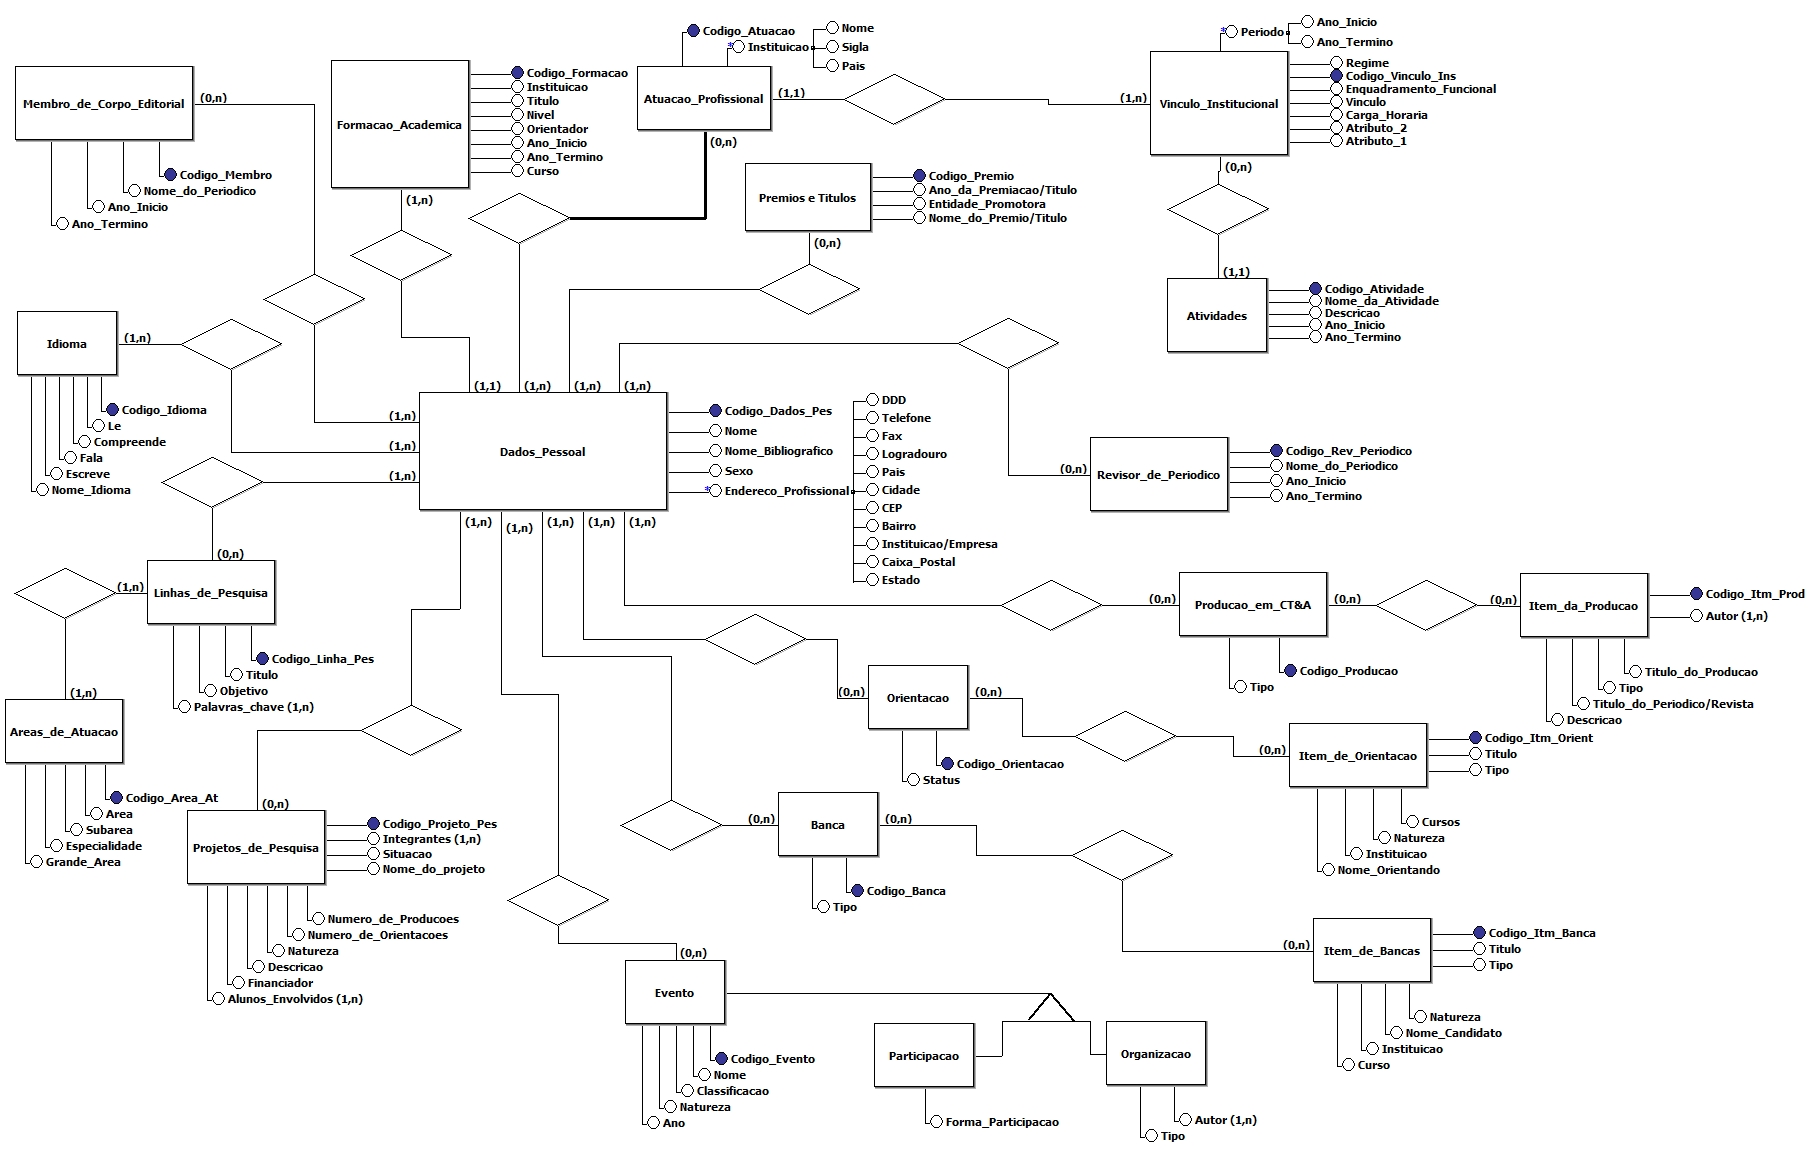 Codigo_Atuacao
* Instituicao
Nome
Sigla
Pais
Atuacao_Profissional
(1,1)
(0,n)
* Periodo
Ano_Inicio
Ano_Termino
(1,n)
Vinculo_Institucional
Regime
Codigo_Vinculo_Ins
Enquadramento_Funcional
Vinculo
Carga_Horaria
Atributo_2
Atributo_1
(0,n)
Membro_de_Corpo_Editorial
(0,n)
Codigo_Membro
Nome_do_Periodico
Ano_Inicio
Ano_Termino
Formacao_Academica
Codigo_Formacao
Instituicao
Titulo
Nivel
Orientador
Ano_Inicio
Ano_Termino
Curso
(1,n)
Premios e Titulos
Codigo_Premio
Ano_da_Premiacao/Titulo
Entidade_Promotora
Nome_do_Premio/Titulo
(0,n)
(1,1)
Atividades
Codigo_Atividade
Nome_da_Atividade
Descricao
Ano_Inicio
Ano_Termino
Idioma
(1,n)
Codigo_Idioma
Le
Compreende
Fala
Escreve
Nome_Idioma
(1,1)
(1,n)
(1,n)
(1,n)
(1,n)
(1,n)
(1,n)
Dados_Pessoal
Codigo_Dados_Pes
Nome
Nome_Bibliografico
Sexo
* Endereco_Profissional
DDD
Telefone
Fax
Logradouro
Pais
Cidade
CEP
Bairro
Instituicao/Empresa
Caixa_Postal
Estado
(1,n)
(1,n)
(1,n)
(1,n)
(1,n)
(0,n)
Revisor_de_Periodico
Codigo_Rev_Periodico
Nome_do_Periodico
Ano_Inicio
Ano_Termino
(0,n)
(1,n)
Linhas_de_Pesquisa
Codigo_Linha_Pes
Titulo
Objetivo
Palavras_chave (1,n)
(1,n)
Areas_de_Atuacao
Codigo_Area_At
Area
Subarea
Especialidade
Grande_Area
(0,n)
Producao_em_CT&A
(0,n)
Codigo_Producao
Tipo
(0,n)
Item_da_Producao
Codigo_Itm_Prod
Autor (1,n)
Titulo_do_Producao
Tipo
Titulo_do_Periodico/Revista
Descricao
(0,n)
Orientacao
(0,n)
Codigo_Orientacao
Status
(0,n)
Item_de_Orientacao
Codigo_Itm_Orient
Titulo
Tipo
Cursos
Natureza
Instituicao
Nome_Orientando
(0,n)
Projetos_de_Pesquisa
Codigo_Projeto_Pes
Integrantes (1,n)
Situacao
Nome_do_projeto
Numero_de_Producoes
Numero_de_Orientacoes
Natureza
Descricao
Financiador
Alunos_Envolvidos (1,n)
(0,n)
Banca
(0,n)
Codigo_Banca
Tipo
(0,n)
Item_de_Bancas
Codigo_Itm_Banca
Titulo
Tipo
Natureza
Nome_Candidato
Instituicao
Curso
(0,n)
Evento
Codigo_Evento
Nome
Classificacao
Natureza
Ano
Participacao
Forma_Participacao
Organizacao
Autor (1,n)
Tipo